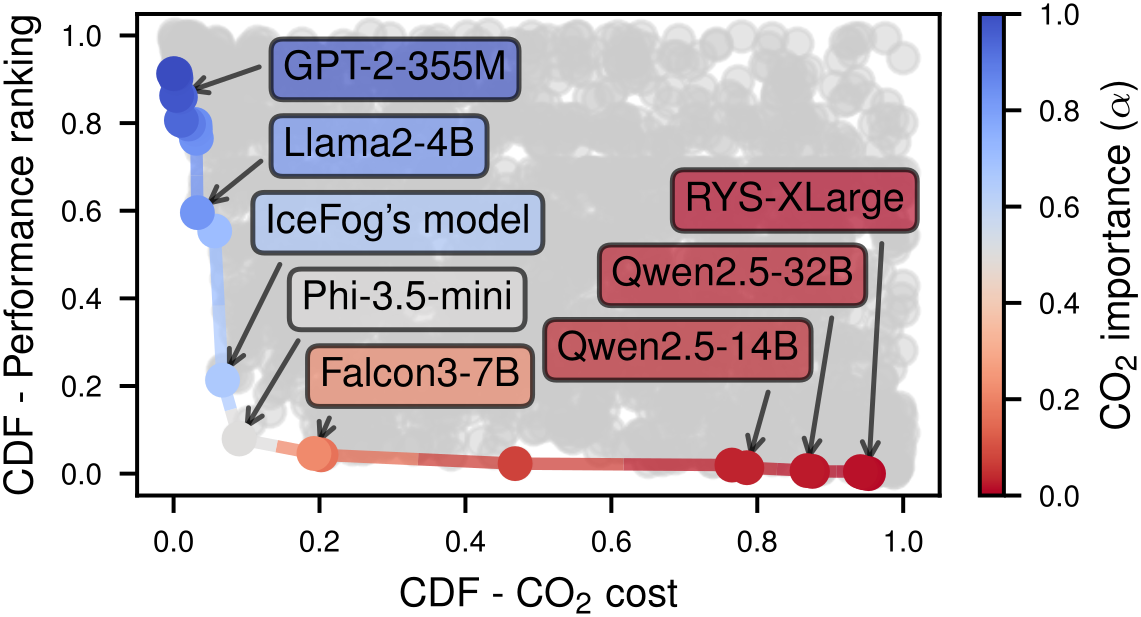 CDF - Performance ranking
1.0
0.8
0.6
0.4
0.2
0.0
GPT-2-355M
Llama2-4B
IceFog's model
Phi-3.5-mini
Falcon3-7B
RYS-XLarge
Qwen2.5-32B
Qwen2.5-14B
0.0 0.2 0.4 0.6 0.8 1.0
CDF - CO₂ cost
1.0
0.8
0.6
0.4
0.2
0.0
CO₂ importance (α)